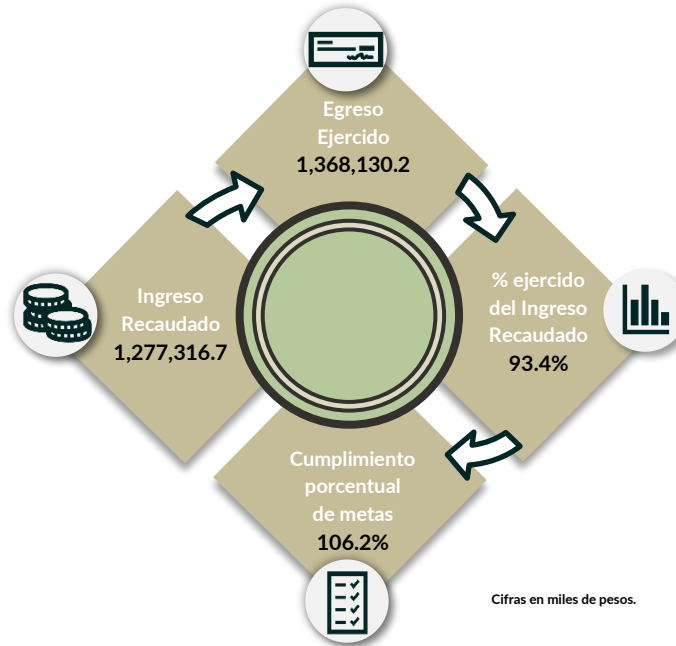 Egreso
Ejercido
1,368,130.2
Ingreso
Recaudado
1,277,316.7
% ejercido
del Ingreso
Recaudado
93.4%
Cumplimiento
porcentual
de metas
106.2%
Cifras en miles de pesos.